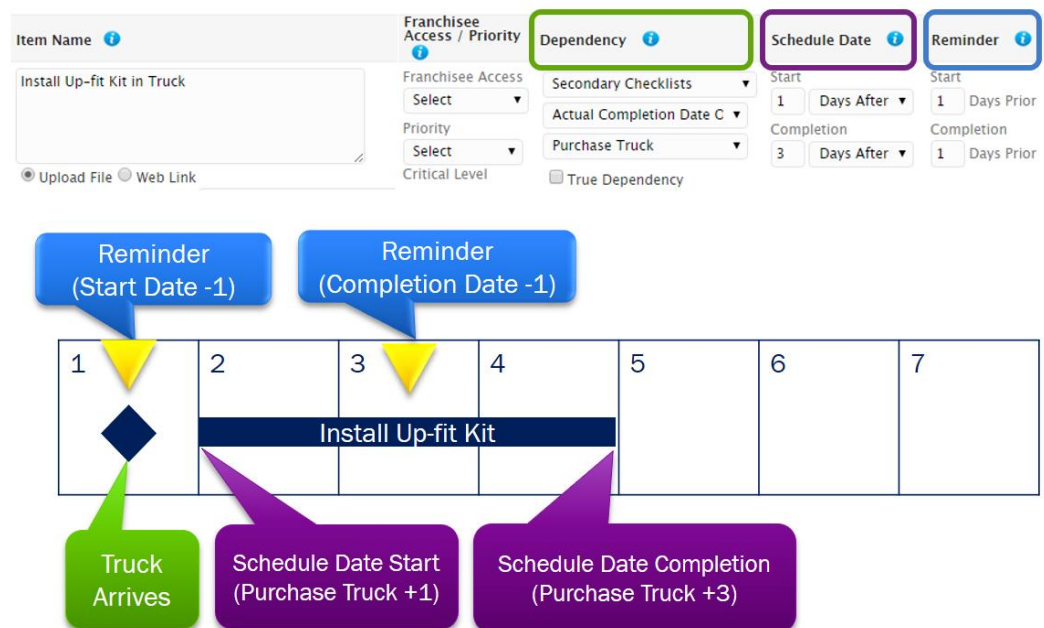 Item Name
Franchisee
Access / Priority
Dependency
Schedule Date
Reminder
Install Up-fit Kit in Truck
Upload File
Web Link
Franchisee Access
Select
Priority
Select
Critical Level
Secondary Checklists
Actual Completion Date C
Purchase Truck
True Dependency
Start
1 Days After
Completion
3 Days After
Start
1 Days Prior
Completion
1 Days Prior
Reminder
(Start Date -1)
Reminder
(Completion Date -1)
1 2 3 4 5 6 7
Install Up-fit Kit
Truck
Arrives
Schedule Date Start
(Purchase Truck +1)
Schedule Date Completion
(Purchase Truck +3)